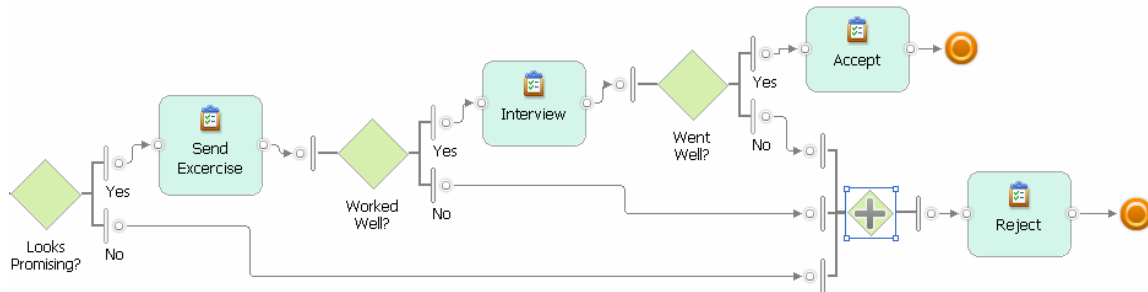 Looks
Promising?
Yes
No
Send
Excercise
Worked
Well?
Yes
No
Interview
Went
Well?
Yes
No
Accept
Reject